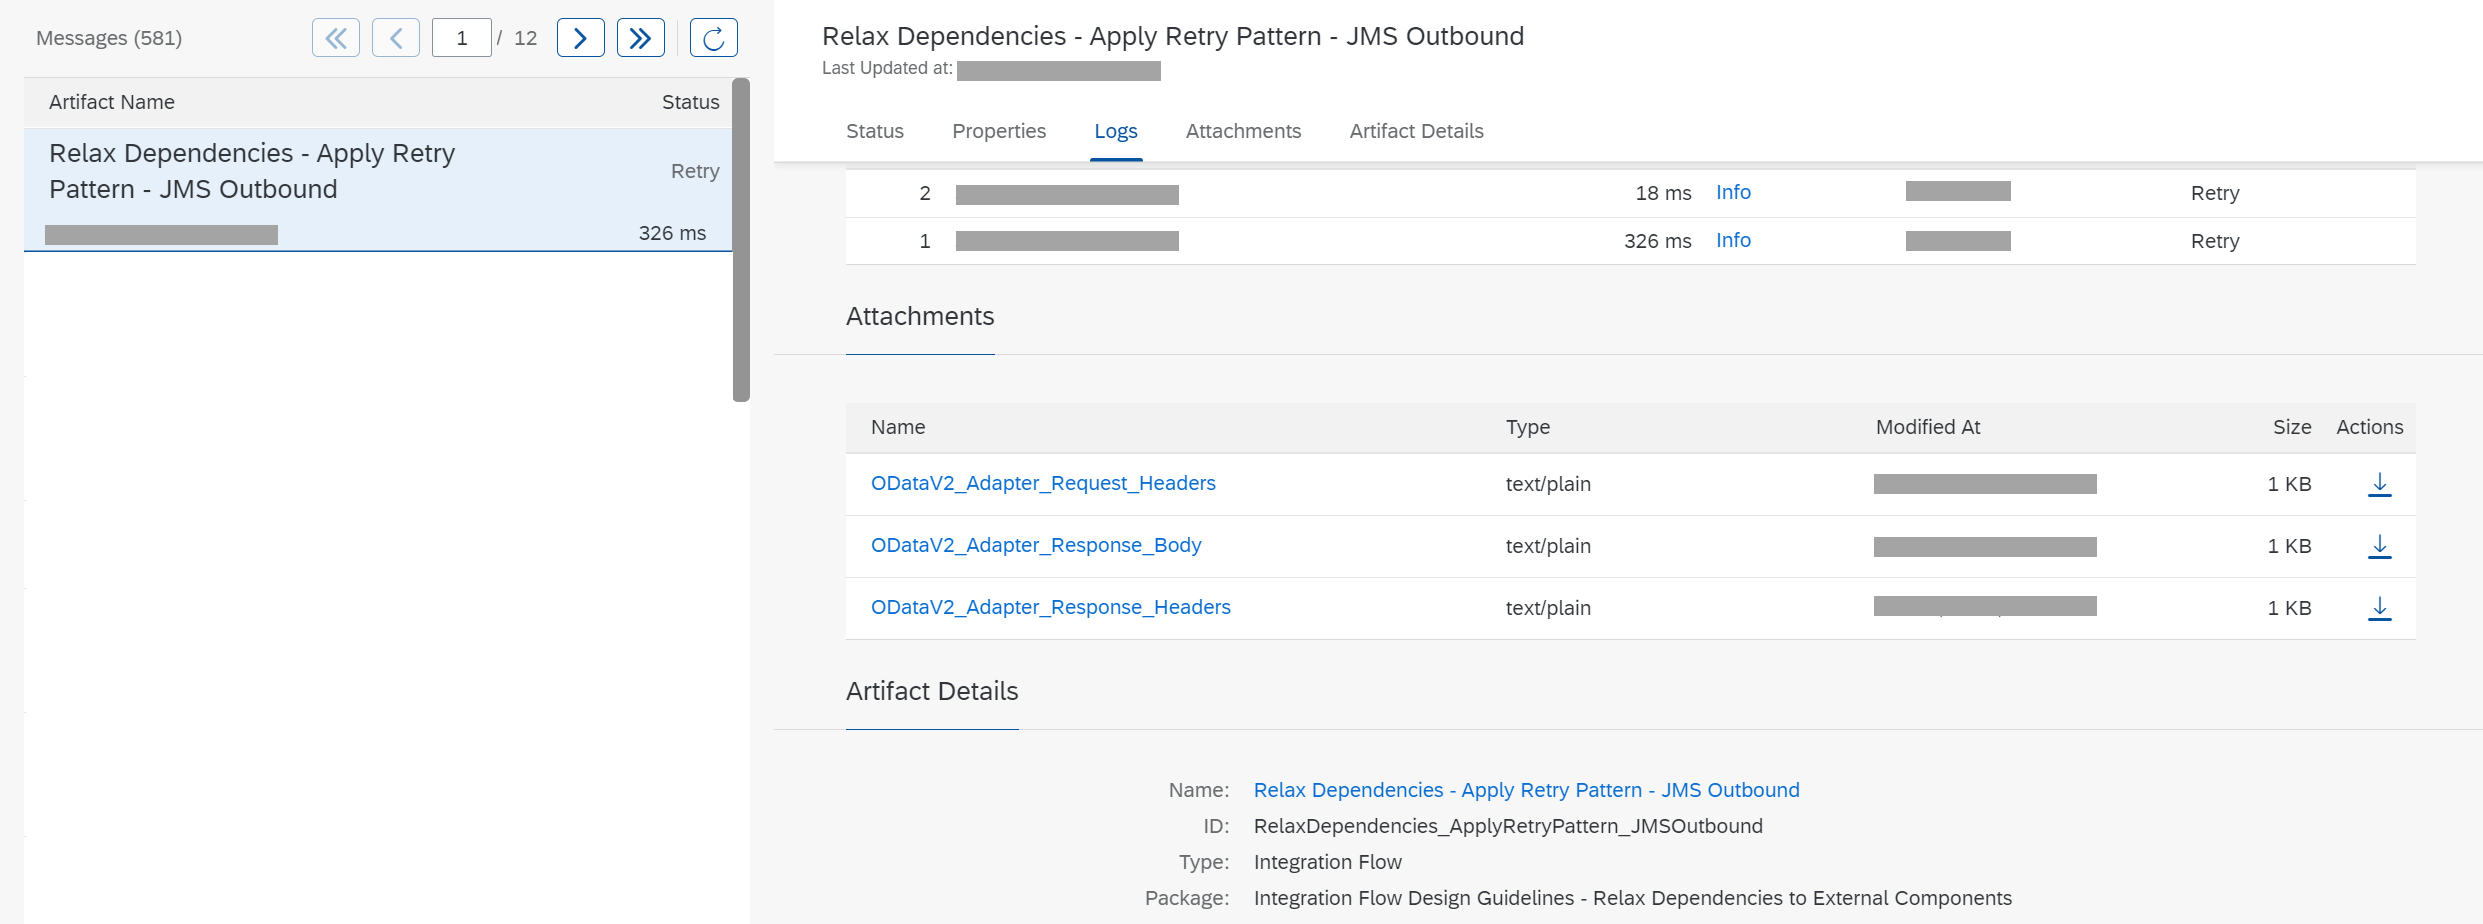 Messages (581)
1 / 12
Artifact Name Status
Relax Dependencies - Apply Retry
Pattern - JMS Outbound
Retry
326 ms
Relax Dependencies - Apply Retry Pattern - JMS Outbound
Last Updated at:
Status Properties Logs Attachments Artifact Details
2 18 ms Info Retry
1 326 ms Info Retry
Attachments
Name Type Modified At Size Actions
ODataV2_Adapter_Request_Headers text/plain 1 KB
ODataV2_Adapter_Response_Body text/plain 1 KB
ODataV2_Adapter_Response_Headers text/plain 1 KB
Artifact Details
Name: Relax Dependencies - Apply Retry Pattern - JMS Outbound
ID: RelaxDependencies_ApplyRetryPattern_JMSOutbound
Type: Integration Flow
Package: Integration Flow Design Guidelines - Relax Dependencies to External Components